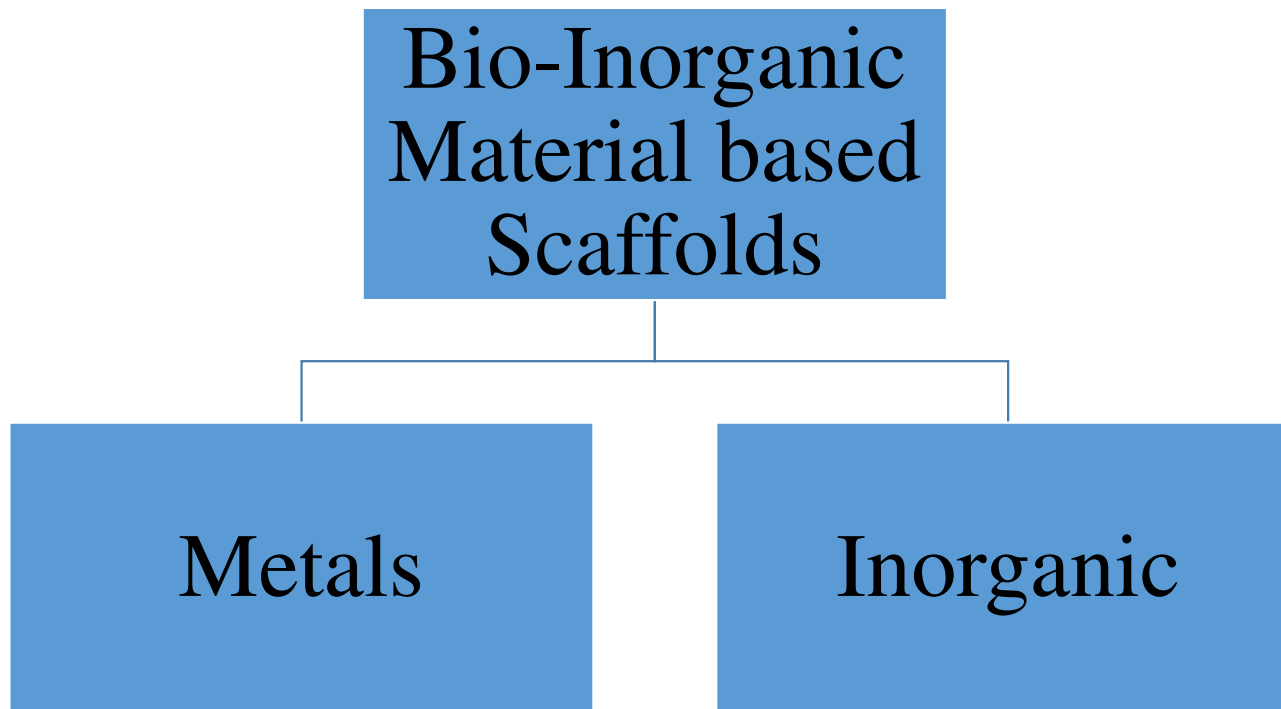 Bio-Inorganic
Material based
Scaffolds
Metals
Inorganic